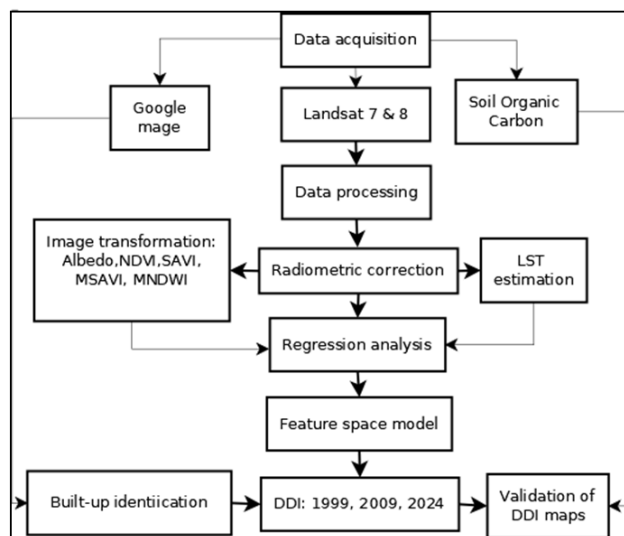 Data acquisition
Google
mage
Landsat 7 & 8
Soil Organic
Carbon
Data processing
Image transformation:
Albedo,NDVI,SAVI,
MSAVI, MNDWI
Radiometric correction
LST
estimation
Regression analysis
Feature space model
Built-up identiication
DDI: 1999, 2009, 2024
Validation of
DDI maps